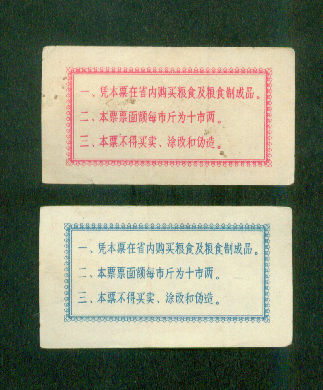 一、凭本票在省内购买粮食及粮食制成品。
二、本票票面额每市斤为十市两。
三、本票不得买卖、涂改和伪造。
一、凭本票在省内购买粮食及粮食制成品。
二、本票票面额每市斤为十市两。
三、本票不得买卖、涂改和伪造。